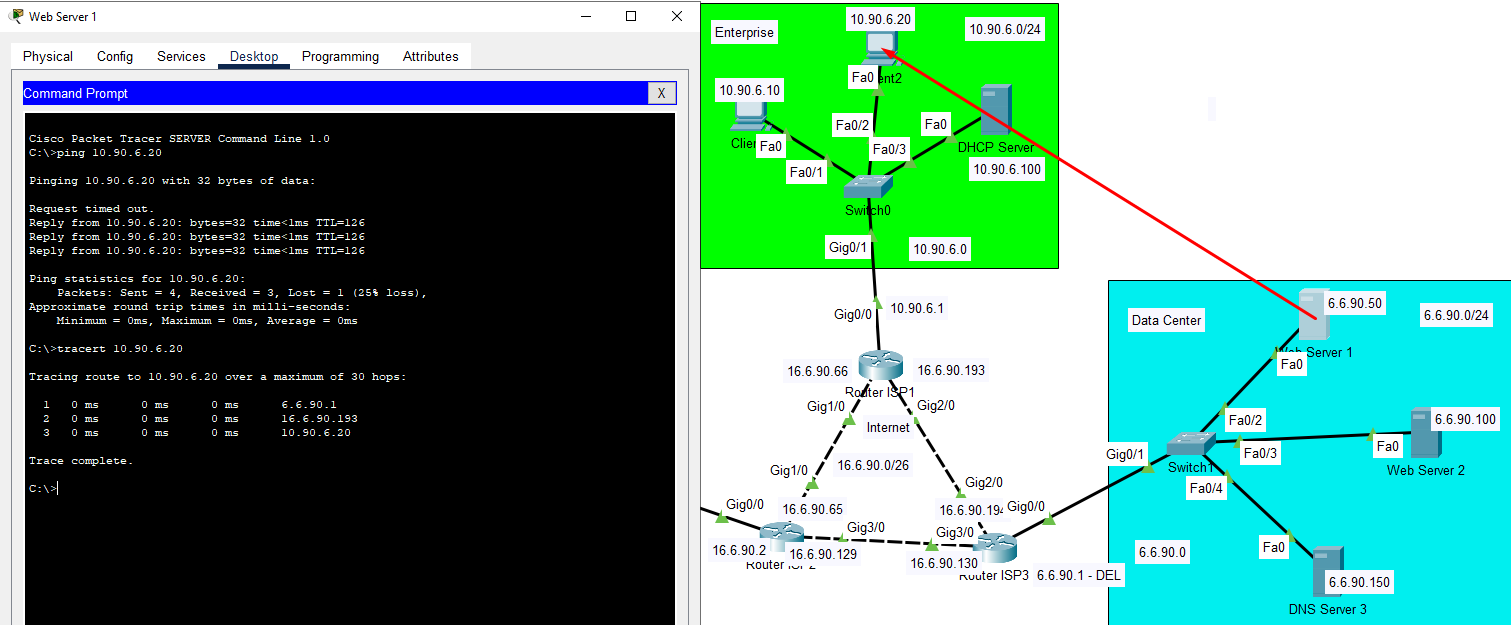 Web Server 1
Physical Config Services Desktop Programming Attributes
Command Prompt X
Cisco Packet Tracer SERVER Command Line 1.0
C:\>ping 10.90.6.20
Pinging 10.90.6.20 with 32 bytes of data:
Request timed out.
Reply from 10.90.6.20: bytes=32 time<1ms TTL=126
Reply from 10.90.6.20: bytes=32 time<1ms TTL=126
Reply from 10.90.6.20: bytes=32 time<1ms TTL=126
Ping statistics for 10.90.6.20:
Packets: Sent = 4, Received = 3, Lost = 1 (25% loss),
Approximate round trip times in milli-seconds:
Minimum = 0ms, Maximum = 0ms, Average = 0ms
C:\>tracert 10.90.6.20
Tracing route to 10.90.6.20 over a maximum of 30 hops:
1 0 ms 0 ms 0 ms 6.6.90.1
2 0 ms 0 ms 0 ms 16.6.90.193
3 0 ms 0 ms 0 ms 10.90.6.20
Trace complete.
C:\>
Enterprise
10.90.6.20
10.90.6.0/24
Fa0
10.90.6.10
Fa0
Fa0/1
Fa0/2
Fa0/3
Fa0
DHCP Server
10.90.6.100
Switch0
Gig0/1
10.90.6.0
Gig0/0
10.90.6.1
16.6.90.66
16.6.90.193
Router ISP1
Gig1/0
Gig2/0
Internet
16.6.90.0/26
Gig1/0
Gig2/0
16.6.90.65
16.6.90.194
Gig0/0
Gig0/0
Gig3/0
Gig3/0
16.6.90.2
16.6.90.129
16.6.90.130
Router ISP2
Router ISP3
6.6.90.1 - DEL
Data Center
6.6.90.50
6.6.90.0/24
Web Server 1
Fa0
Fa0/2
6.6.90.100
Gig0/1
Fa0/3
Fa0
Switch1
Web Server 2
Fa0/4
6.6.90.0
Fa0
6.6.90.150
DNS Server 3